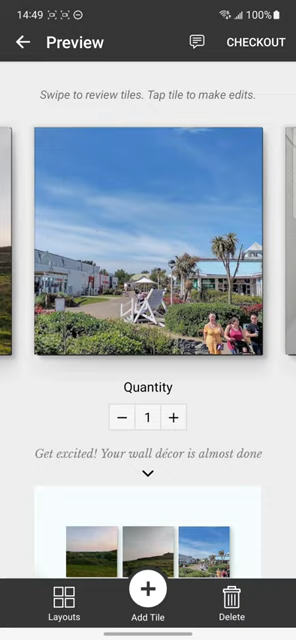 14:49
100%
Preview
CHECKOUT
Swipe to review tiles. Tap tile to make edits.
Quantity
1
Get excited! Your wall décor is almost done
Layouts
Add Tile
Delete